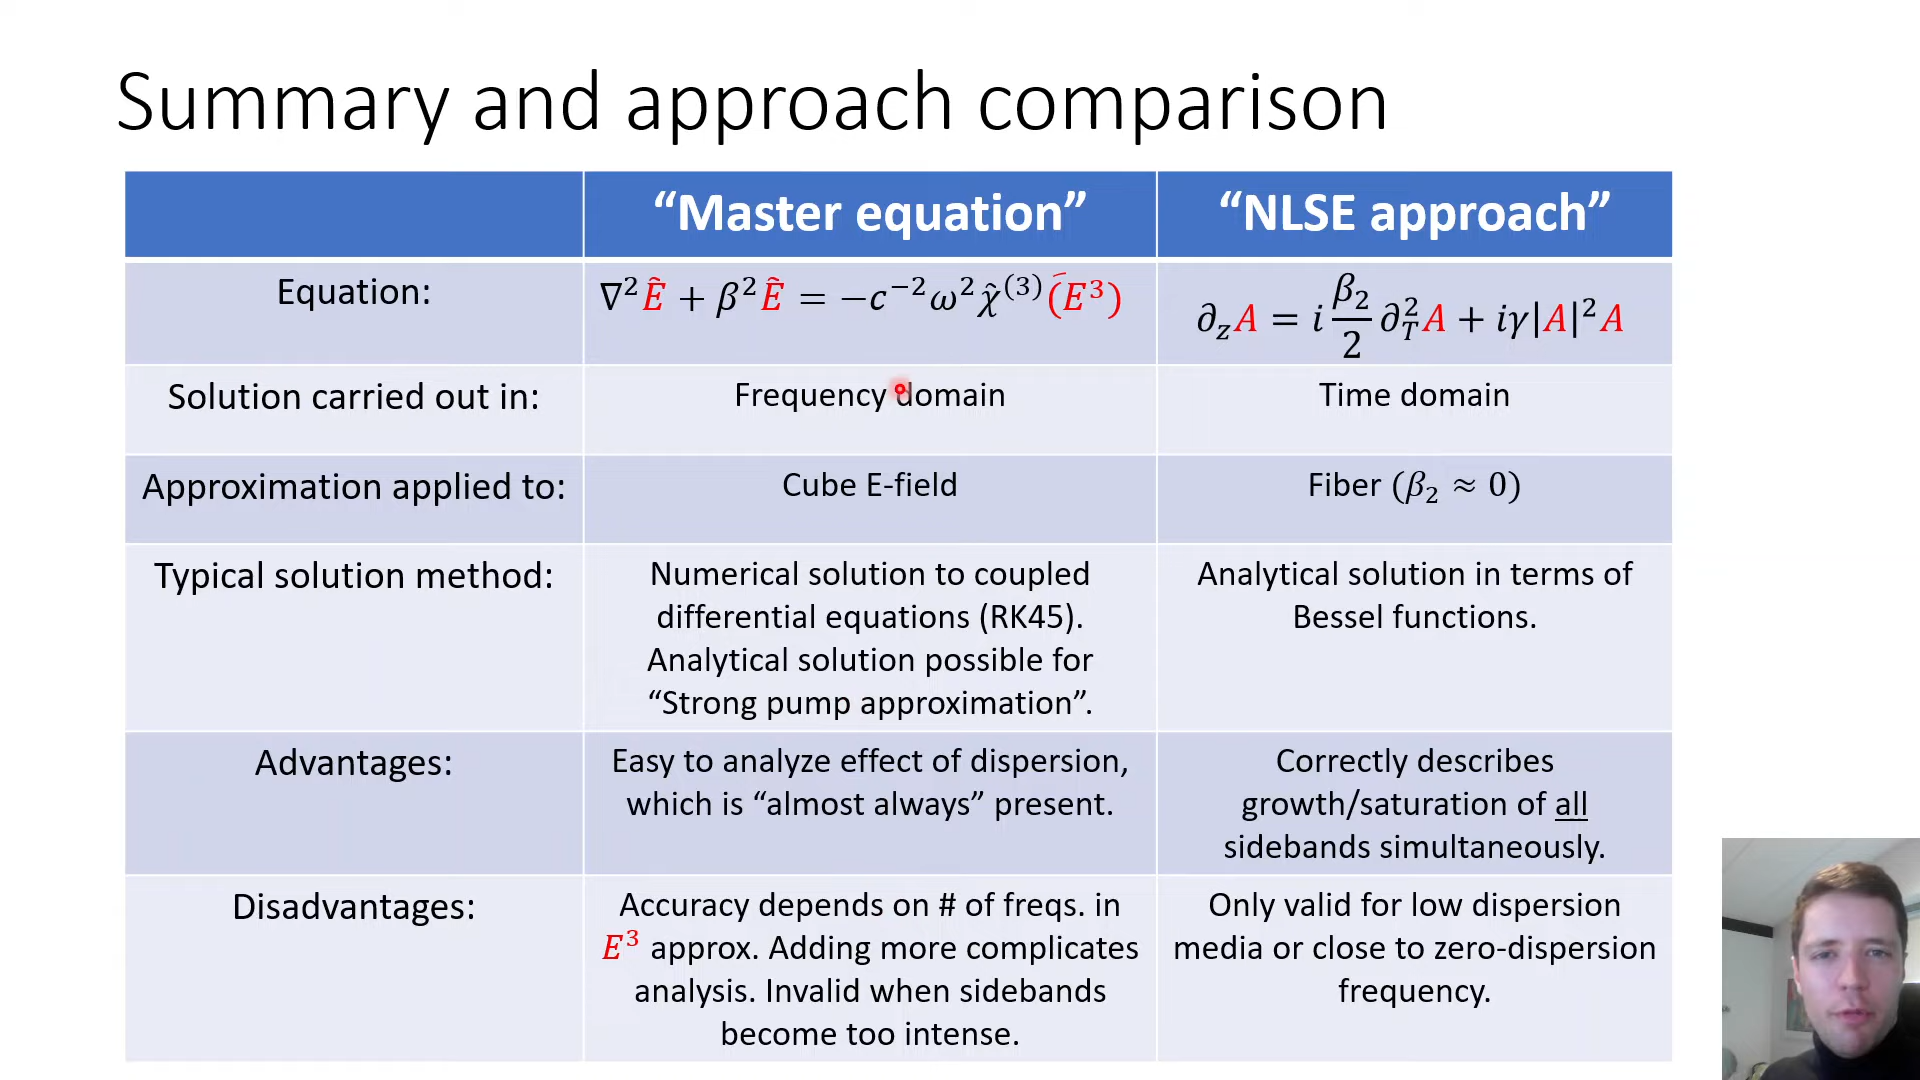 Summary and approach comparison
“Master equation” “NLSE approach”
Equation: ∇²Ẽ + β²Ẽ = −c⁻²ω²χ̃⁽³⁾(E³) ∂_zA = i β₂/2 ∂²_TA + iγ|A|²A
Solution carried out in: Frequency domain Time domain
Approximation applied to: Cube E-field Fiber (β₂ ≈ 0)
Typical solution method: Numerical solution to coupled
differential equations (RK45).
Analytical solution possible for
“Strong pump approximation”.
Analytical solution in terms of
Bessel functions.
Advantages: Easy to analyze effect of dispersion,
which is “almost always” present.
Correctly describes
growth/saturation of all
sidebands simultaneously.
Disadvantages: Accuracy depends on # of freqs. in
E³ approx. Adding more complicates
analysis. Invalid when sidebands
become too intense.
Only valid for low dispersion
media or close to zero-dispersion
frequency.